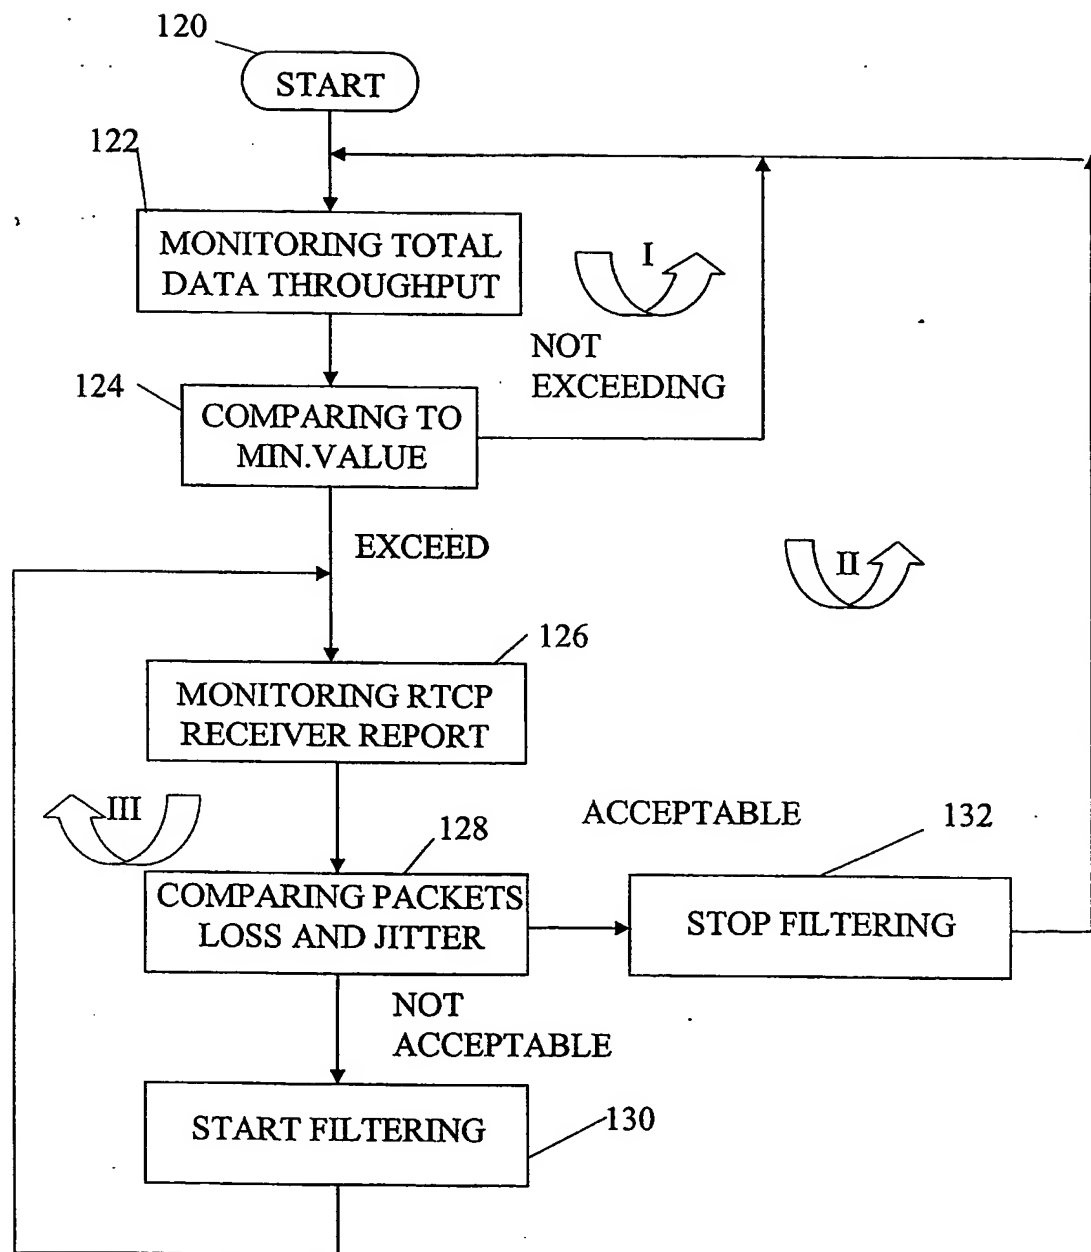 120
START
122
MONITORING TOTAL
DATA THROUGHPUT
I
NOT
EXCEEDING
124
COMPARING TO
MIN.VALUE
EXCEED
II
126
MONITORING RTCP
RECEIVER REPORT
III
ACCEPTABLE
128
132
COMPARING PACKETS
LOSS AND JITTER
STOP FILTERING
NOT
ACCEPTABLE
START FILTERING
130